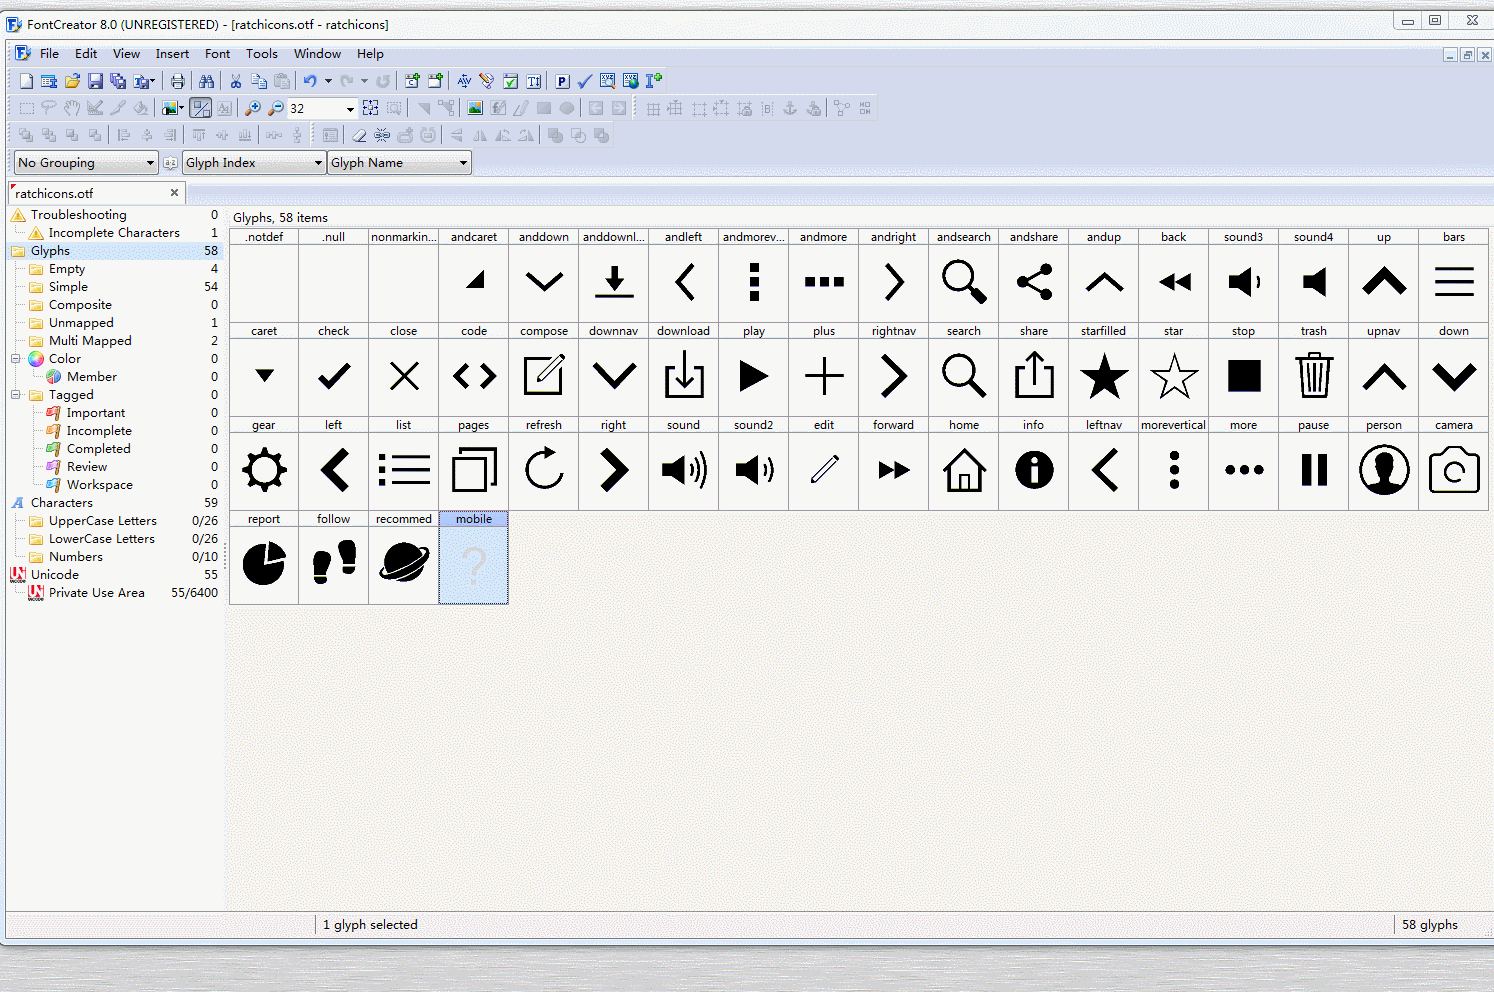 FontCreator 8.0 (UNREGISTERED) - [ratchicons.otf - ratchicons]
File Edit View Insert Font Tools Window Help
32
No Grouping Glyph Index Glyph Name
ratchicons.otf
Troubleshooting 0
Incomplete Characters 1
Glyphs 58
Empty 4
Simple 54
Composite 0
Unmapped 1
Multi Mapped 2
Color 0
Member 0
Tagged 0
Important 0
Incomplete 0
Completed 0
Review 0
Workspace 0
Characters 59
UpperCase Letters 0/26
LowerCase Letters 0/26
Numbers 0/10
Unicode 55
Private Use Area 55/6400
Glyphs, 58 items
.notdef .null nonmarkin... andcaret anddown anddownl... andleft andmorev... andmore andright andsearch andshare andup back sound3 sound4 up bars
caret check close code compose downnav download play plus rightnav search share starfilled star stop trash upnav down
gear left list pages refresh right sound sound2 edit forward home info leftnav morevertical more pause person camera
report follow recommed mobile
?
1 glyph selected 58 glyphs